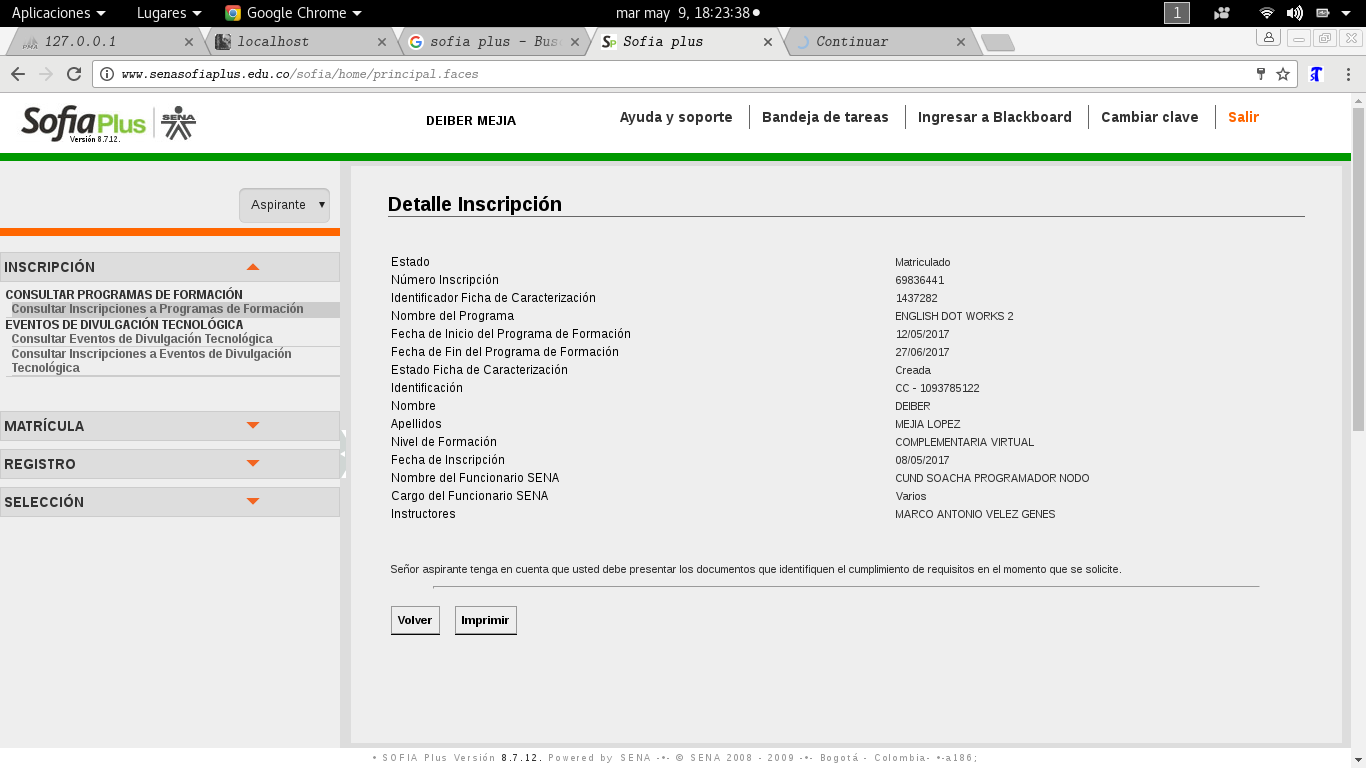 Aplicaciones Lugares Google Chrome mar may 9, 18:23:38 1
127.0.0.1 localhost sofia plus - Bus Sofia plus Continuar
www.senasofiaplus.edu.co/sofia/home/principal.faces
SofiaPlus SENA
Versión 8.7.12.
DEIBER MEJIA
Ayuda y soporte Bandeja de tareas Ingresar a Blackboard Cambiar clave Salir
Aspirante
INSCRIPCIÓN
CONSULTAR PROGRAMAS DE FORMACIÓN
Consultar Inscripciones a Programas de Formación
EVENTOS DE DIVULGACIÓN TECNOLÓGICA
Consultar Eventos de Divulgación Tecnológica
Consultar Inscripciones a Eventos de Divulgación
Tecnológica
MATRÍCULA
REGISTRO
SELECCIÓN
Detalle Inscripción
Estado Matriculado
Número Inscripción 69836441
Identificador Ficha de Caracterización 1437282
Nombre del Programa ENGLISH DOT WORKS 2
Fecha de Inicio del Programa de Formación 12/05/2017
Fecha de Fin del Programa de Formación 27/06/2017
Estado Ficha de Caracterización Creada
Identificación CC - 1093785122
Nombre DEIBER
Apellidos MEJIA LOPEZ
Nivel de Formación COMPLEMENTARIA VIRTUAL
Fecha de Inscripción 08/05/2017
Nombre del Funcionario SENA CUND SOACHA PROGRAMADOR NODO
Cargo del Funcionario SENA Varios
Instructores MARCO ANTONIO VELEZ GENES
Señor aspirante tenga en cuenta que usted debe presentar los documentos que identifiquen el cumplimiento de requisitos en el momento que se solicite.
Volver Imprimir
• SOFIA Plus Versión 8.7.12. Powered by SENA -•- © SENA 2008 - 2009 -•- Bogotá - Colombia- •-a186;